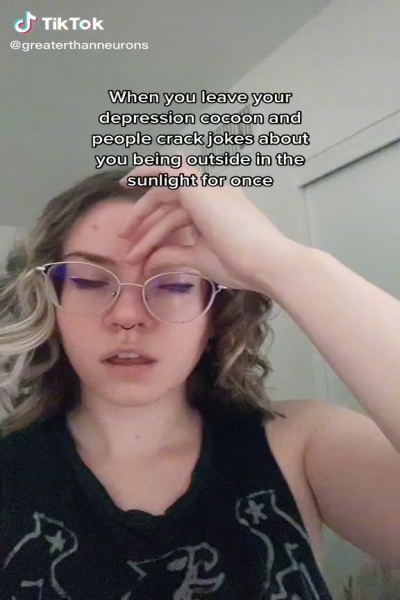 TikTok
@greaterthanneurons
When you leave your
depression cocoon and
people crack jokes about
you being outside in the
sunlight for once